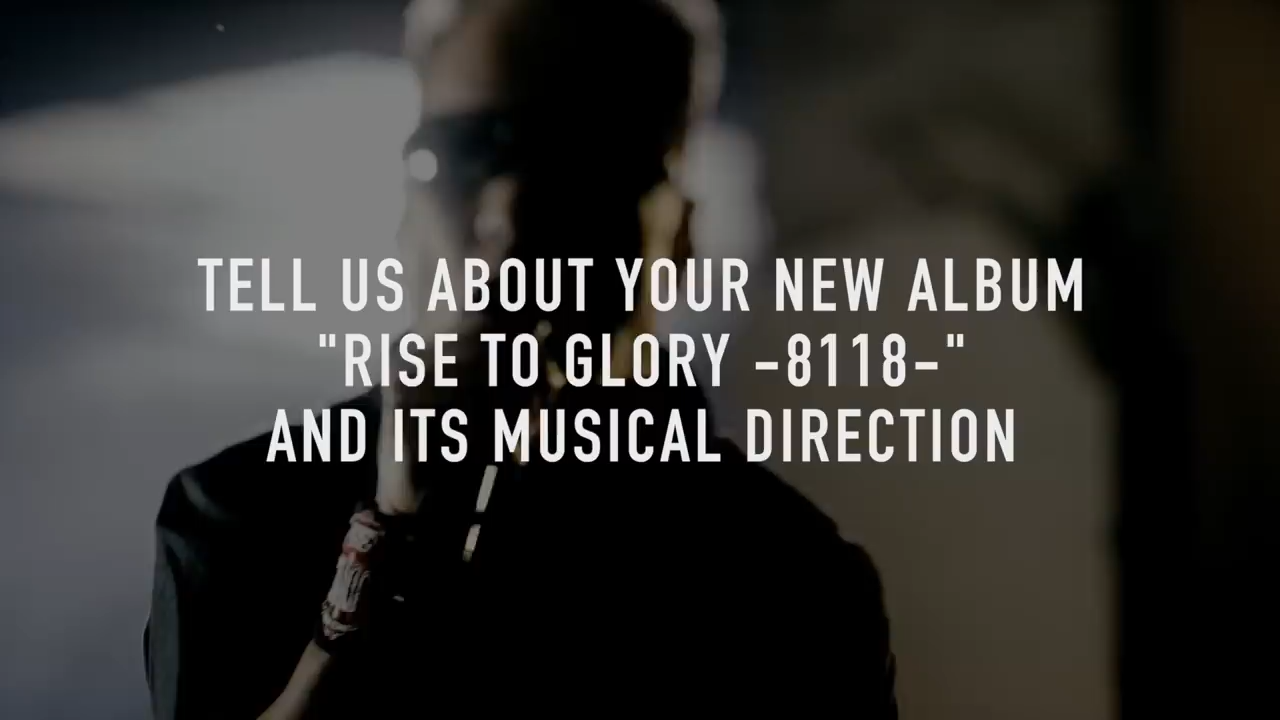 TELL US ABOUT YOUR NEW ALBUM
"RISE TO GLORY -8118-"
AND ITS MUSICAL DIRECTION